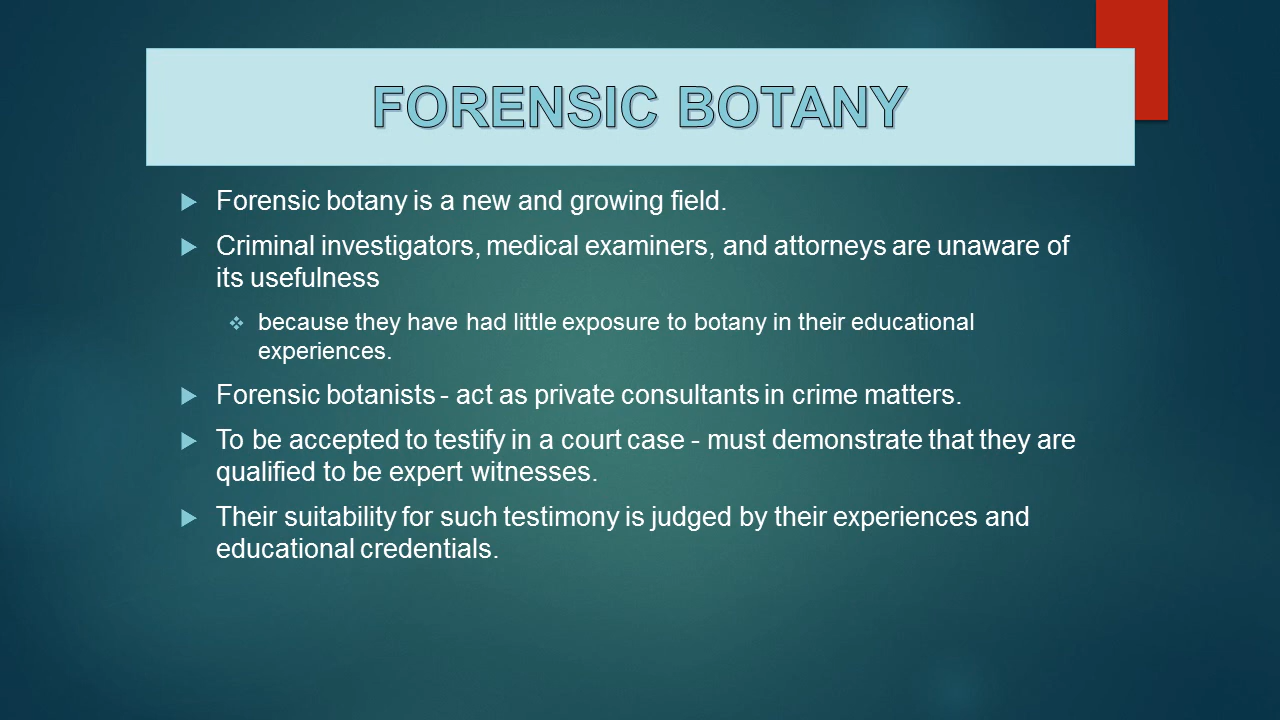 FORENSIC BOTANY
Forensic botany is a new and growing field.
Criminal investigators, medical examiners, and attorneys are unaware of
its usefulness
because they have had little exposure to botany in their educational
experiences.
Forensic botanists - act as private consultants in crime matters.
To be accepted to testify in a court case - must demonstrate that they are
qualified to be expert witnesses.
Their suitability for such testimony is judged by their experiences and
educational credentials.